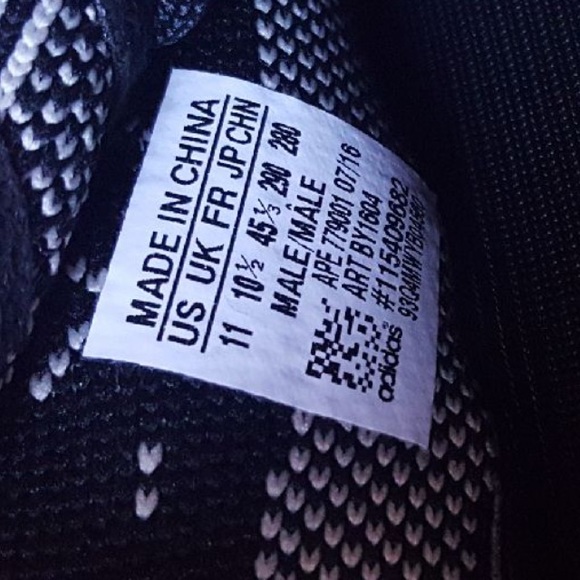 MADE IN CHINA
US UK FR JP CHN
11 10½ 45⅓ 290 280
MALE/MÂLE
APE 779001 07/16
ART BY1604
#1154096682
adidas